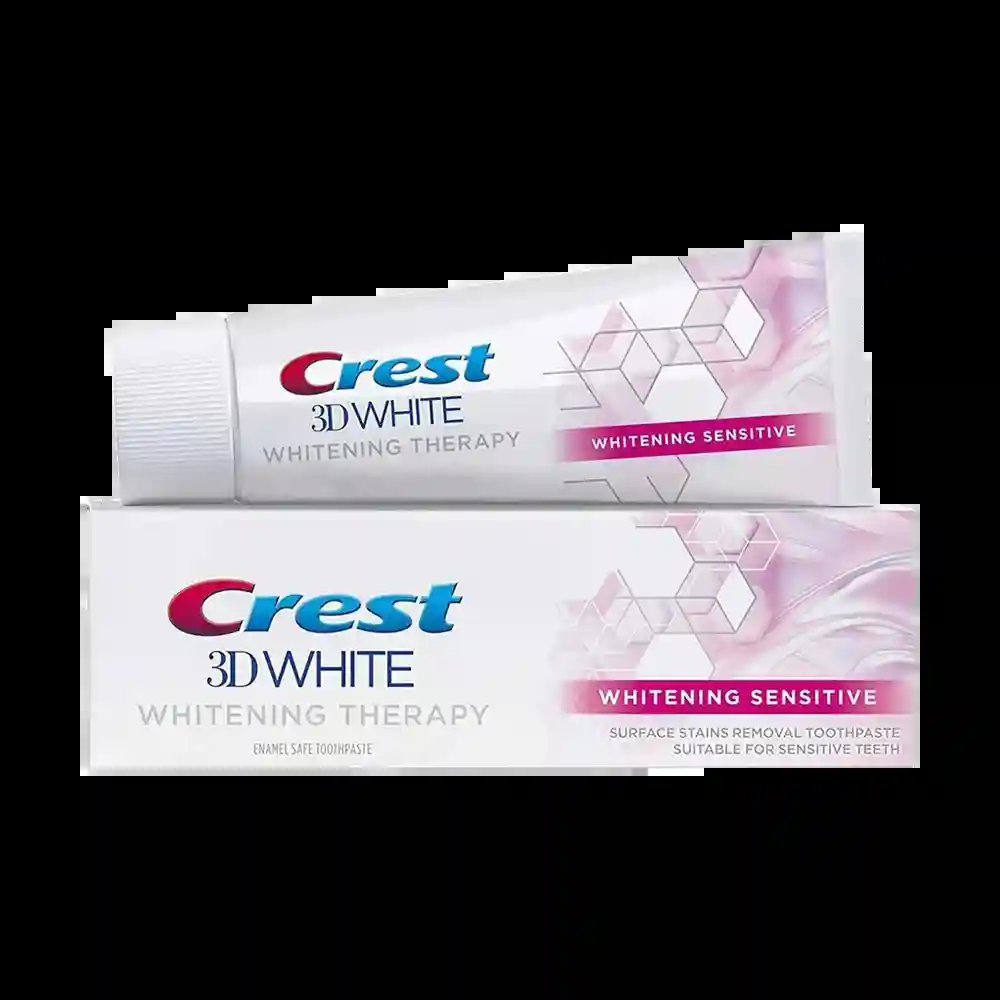 Crest
3D WHITE
WHITENING THERAPY
WHITENING SENSITIVE
Crest
3D WHITE
WHITENING THERAPY
ENAMEL SAFE TOOTHPASTE
WHITENING SENSITIVE
SURFACE STAINS REMOVAL TOOTHPASTE
SUITABLE FOR SENSITIVE TEETH